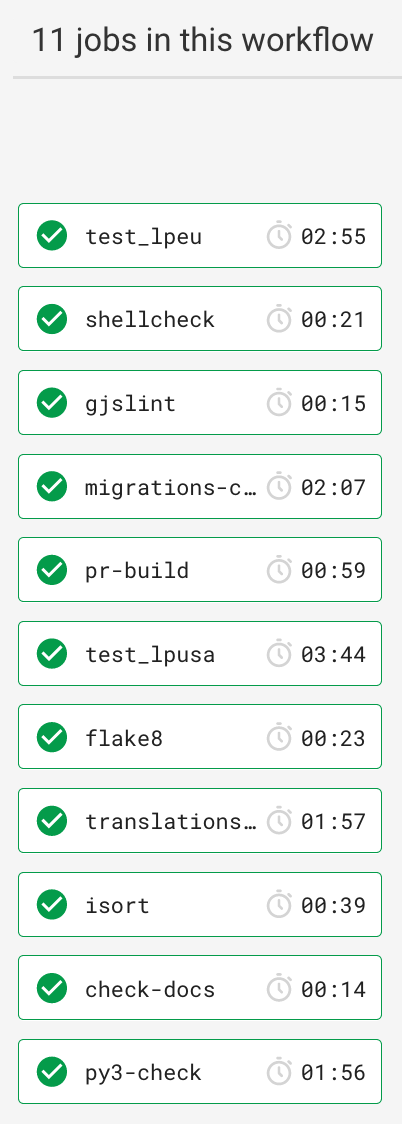 11 jobs in this workflow
test_lpeu 02:55
shellcheck 00:21
gjslint 00:15
migrations-c… 02:07
pr-build 00:59
test_lpusa 03:44
flake8 00:23
translations… 01:57
isort 00:39
check-docs 00:14
py3-check 01:56